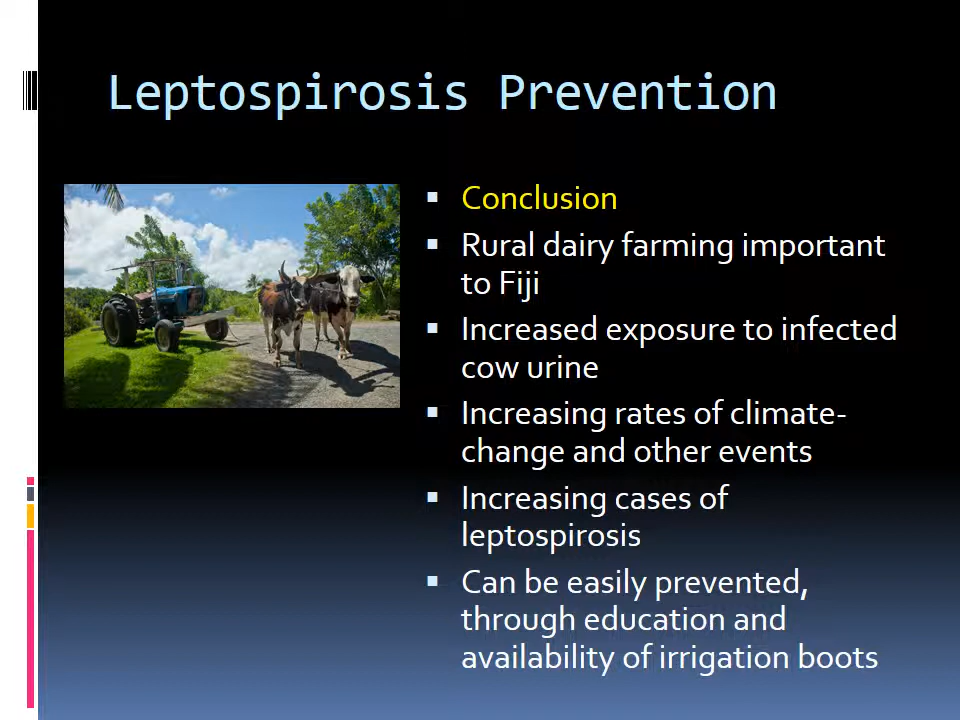 Leptospirosis Prevention
Conclusion
Rural dairy farming important
to Fiji
Increased exposure to infected
cow urine
Increasing rates of climate-
change and other events
Increasing cases of
leptospirosis
Can be easily prevented,
through education and
availability of irrigation boots